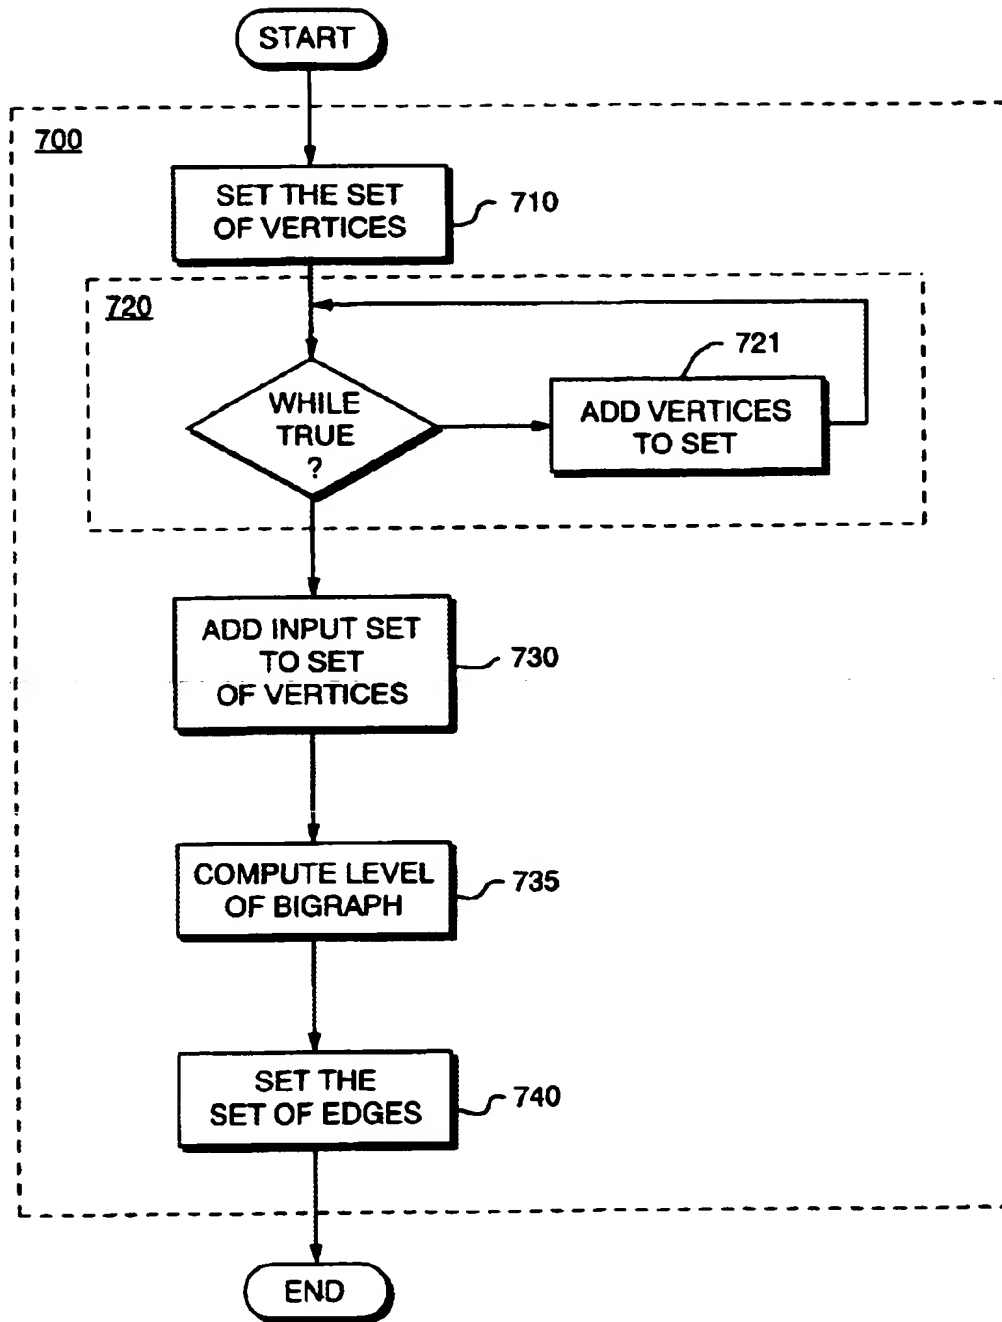 START
700
SET THE SET
OF VERTICES
710
720
WHILE
TRUE
?
721
ADD VERTICES
TO SET
ADD INPUT SET
TO SET
OF VERTICES
730
COMPUTE LEVEL
OF BIGRAPH
735
SET THE
SET OF EDGES
740
END